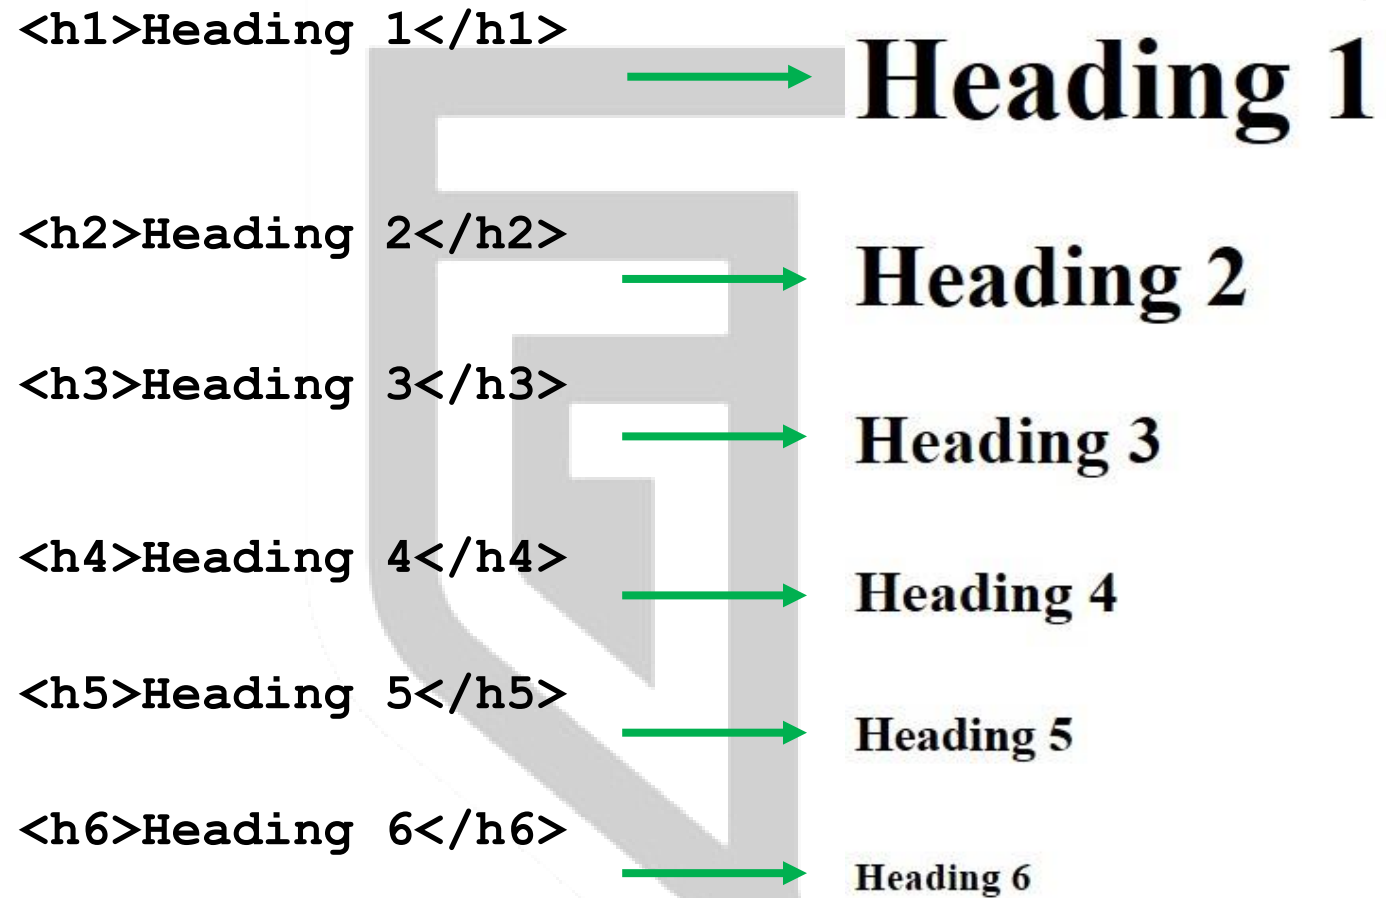 <h1>Heading 1</h1>
Heading 1
<h2>Heading 2</h2>
Heading 2
<h3>Heading 3</h3>
Heading 3
<h4>Heading 4</h4>
Heading 4
<h5>Heading 5</h5>
Heading 5
<h6>Heading 6</h6>
Heading 6